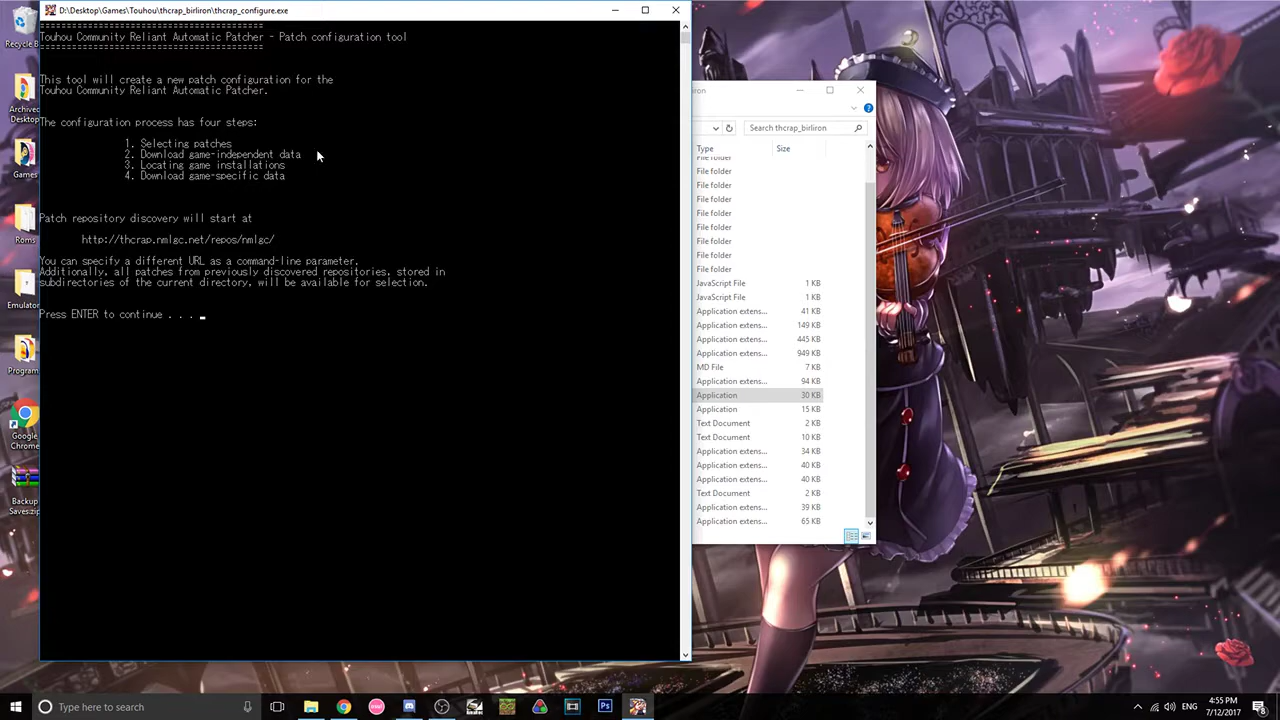 D:\Desktop\Games\Touhou\thcrap_birliron\thcrap_configure.exe
==========================================
Touhou Community Reliant Automatic Patcher - Patch configuration tool
==========================================
This tool will create a new patch configuration for the
Touhou Community Reliant Automatic Patcher.
The configuration process has four steps:
1. Selecting patches
2. Download game-independent data
3. Locating game installations
4. Download game-specific data
Patch repository discovery will start at
http://thcrap.nmlgc.net/repos/nmlgc/
You can specify a different URL as a command-line parameter.
Additionally, all patches from previously discovered repositories, stored in
subdirectories of the current directory, will be available for selection.
Press ENTER to continue . . . _
Recycle B
Archived
Desktop
Games
Roms
Emulator
Program
Google
Chrome
Backup
Saves.zip
Search thcrap_birliron
Type Size
File folder
File folder
File folder
File folder
File folder
File folder
File folder
File folder
File folder
JavaScript File 1 KB
JavaScript File 1 KB
Application extens... 41 KB
Application extens... 149 KB
Application extens... 445 KB
Application extens... 949 KB
MD File 7 KB
Application extens... 94 KB
Application 30 KB
Application 15 KB
Text Document 2 KB
Text Document 10 KB
Application extens... 34 KB
Application extens... 40 KB
Application extens... 40 KB
Text Document 2 KB
Application extens... 39 KB
Application extens... 65 KB
Type here to search
Ps
ENG
4:55 PM
7/12/2017
8